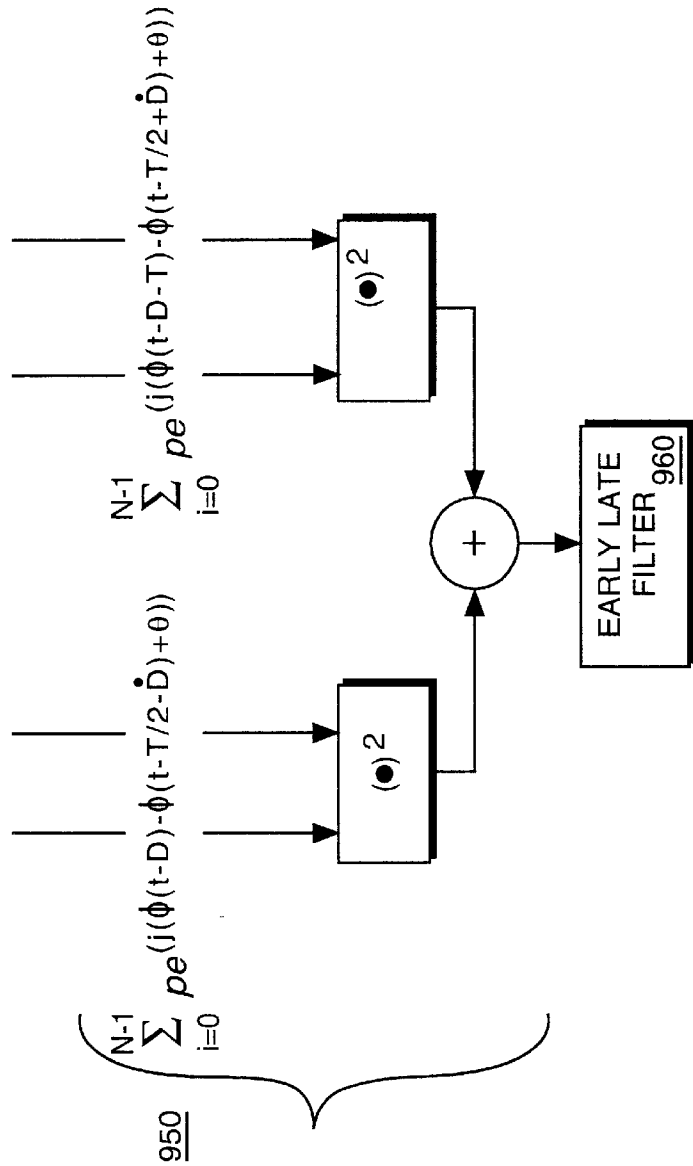 950
N-1
∑ pe^(j(ϕ(t-D)-ϕ(t-T/2-Ḋ)+θ))
i=0
N-1
∑ pe^(j(ϕ(t-D-T)-ϕ(t-T/2+Ḋ)+θ))
i=0
(●)²
(●)²
+
EARLY LATE
FILTER 960